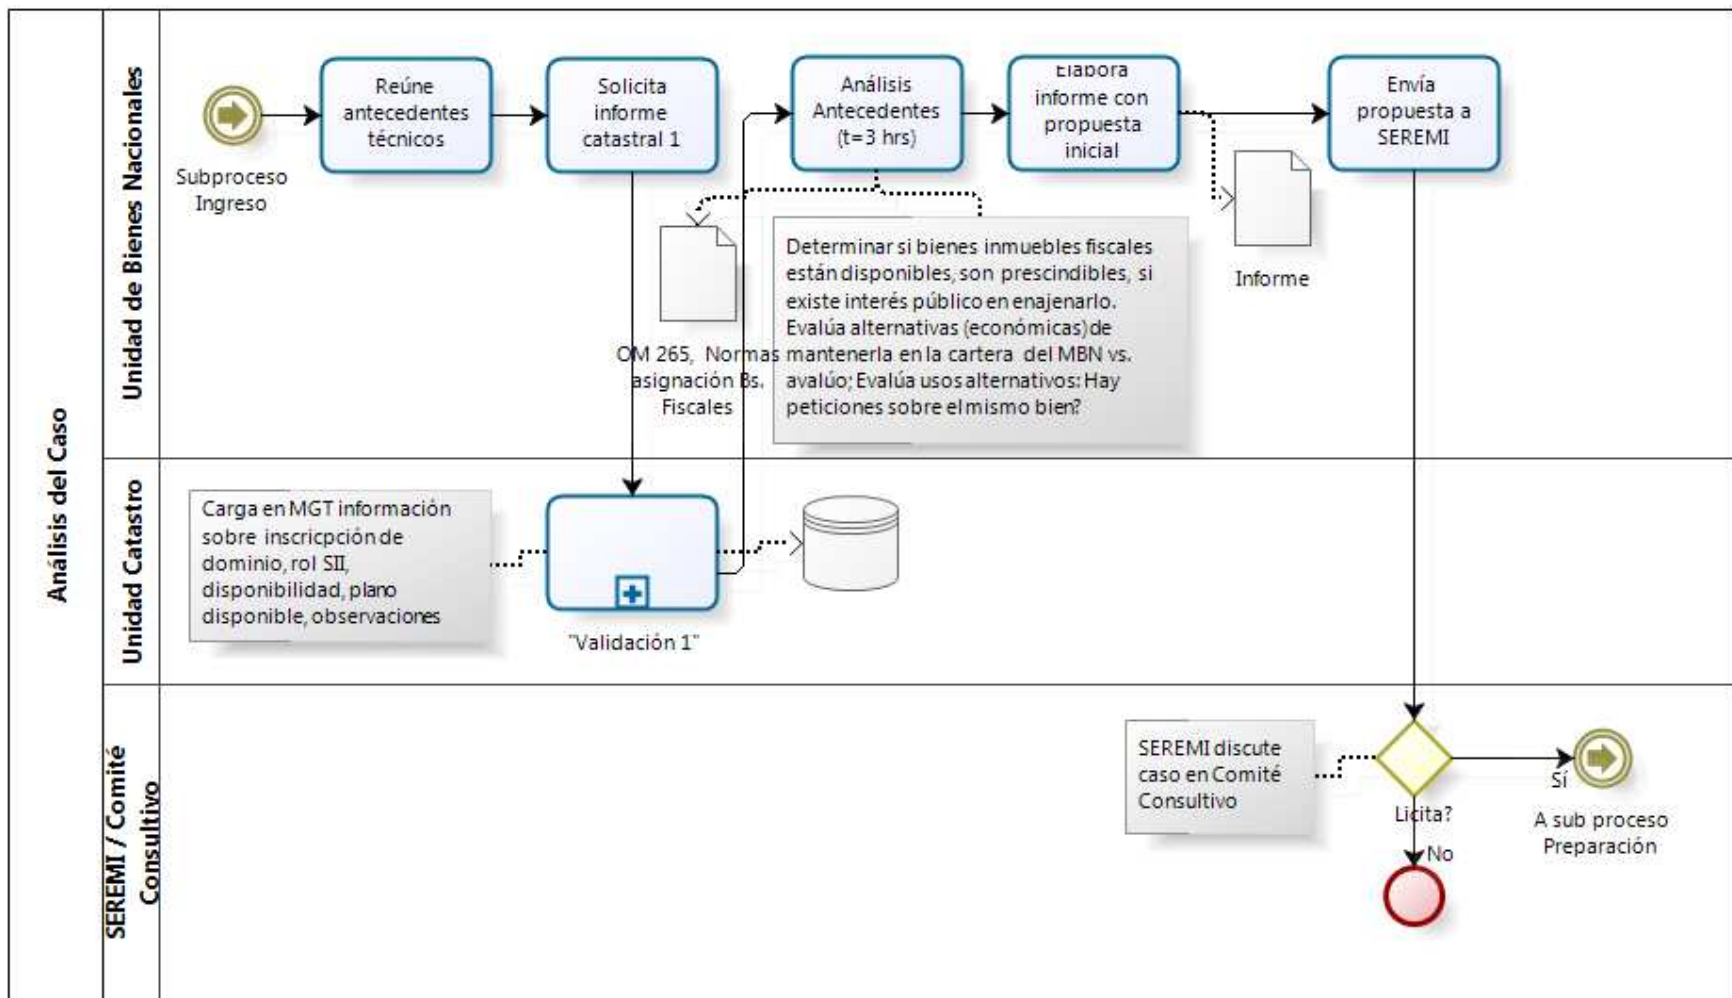 Análisis del Caso
Unidad de Bienes Nacionales
Subproceso
Ingreso
Reúne
antecedentes
técnicos
Solicita
informe
catastral 1
Análisis
Antecedentes
(t=3 hrs)
Elabora
informe con
propuesta
inicial
Envía
propuesta a
SEREMI
OM 265, Normas
asignación Bs.
Fiscales
Determinar si bienes inmuebles fiscales
están disponibles, son prescindibles, si
existe interés público en enajenarlo.
Evalúa alternativas (económicas)de
mantenerla en la cartera del MBN vs.
avalúo; Evalúa usos alternativos: Hay
peticiones sobre el mismo bien?
Informe
Unidad Catastro
Carga en MGT información
sobre inscricpción de
dominio, rol SII,
disponibilidad, plano
disponible, observaciones
"Validación 1"
SEREMI / Comité
Consultivo
SEREMI discute
caso en Comité
Consultivo
Licita?
Sí
No
A sub proceso
Preparación